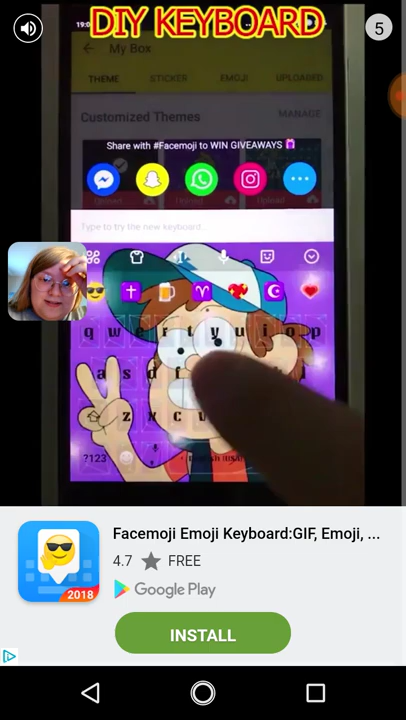 DIY KEYBOARD
5
My Box
THEME STICKER EMOJI UPLOADED
Customized Themes MANAGE
Share with #Facemoji to WIN GIVEAWAYS
Type to try the new keyboard
q w e r t y u i o p
a s d f
z x c
?123
Facemoji Emoji Keyboard:GIF, Emoji, ...
4.7 FREE
Google Play
2018
INSTALL